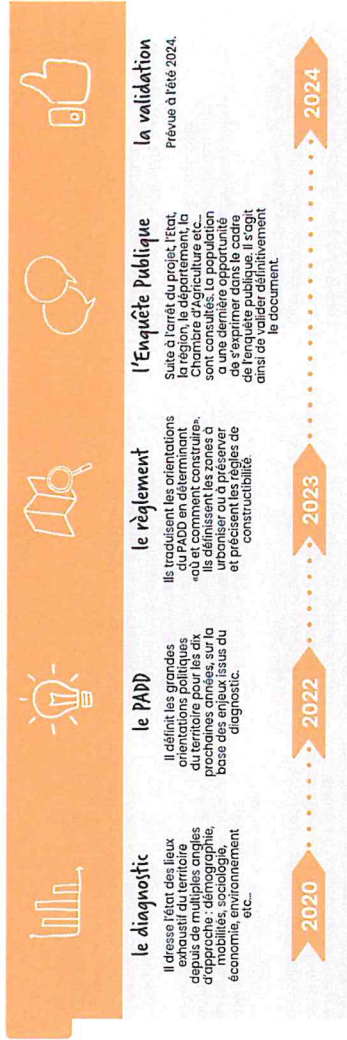 le diagnostic
Il dresse l'état des lieux
exhaustif du territoire
depuis de multiples angles
d'approche : démographie,
mobilités, sociologie,
économie, environnement
etc...
le PADD
Il définit les grandes
orientations politiques
du territoire pour les dix
prochaines années, sur la
base des enjeux issus du
diagnostic.
le règlement
Ils traduisent les orientations
du PADD en déterminant
«où et comment construire».
Ils définissent les zones à
urbaniser ou à préserver
et précisent les règles de
constructibilité.
l'Enquête Publique
Suite à l'arrêt du projet, l'Etat,
la région, le département, la
Chambre d'Agriculture etc...
sont consultés. La population
a une dernière opportunité
de s'exprimer dans le cadre
de l'enquête publique. Il s'agit
ainsi de valider définitivement
le document.
la validation
Prévue à l'été 2024.
2020
2022
2023
2024